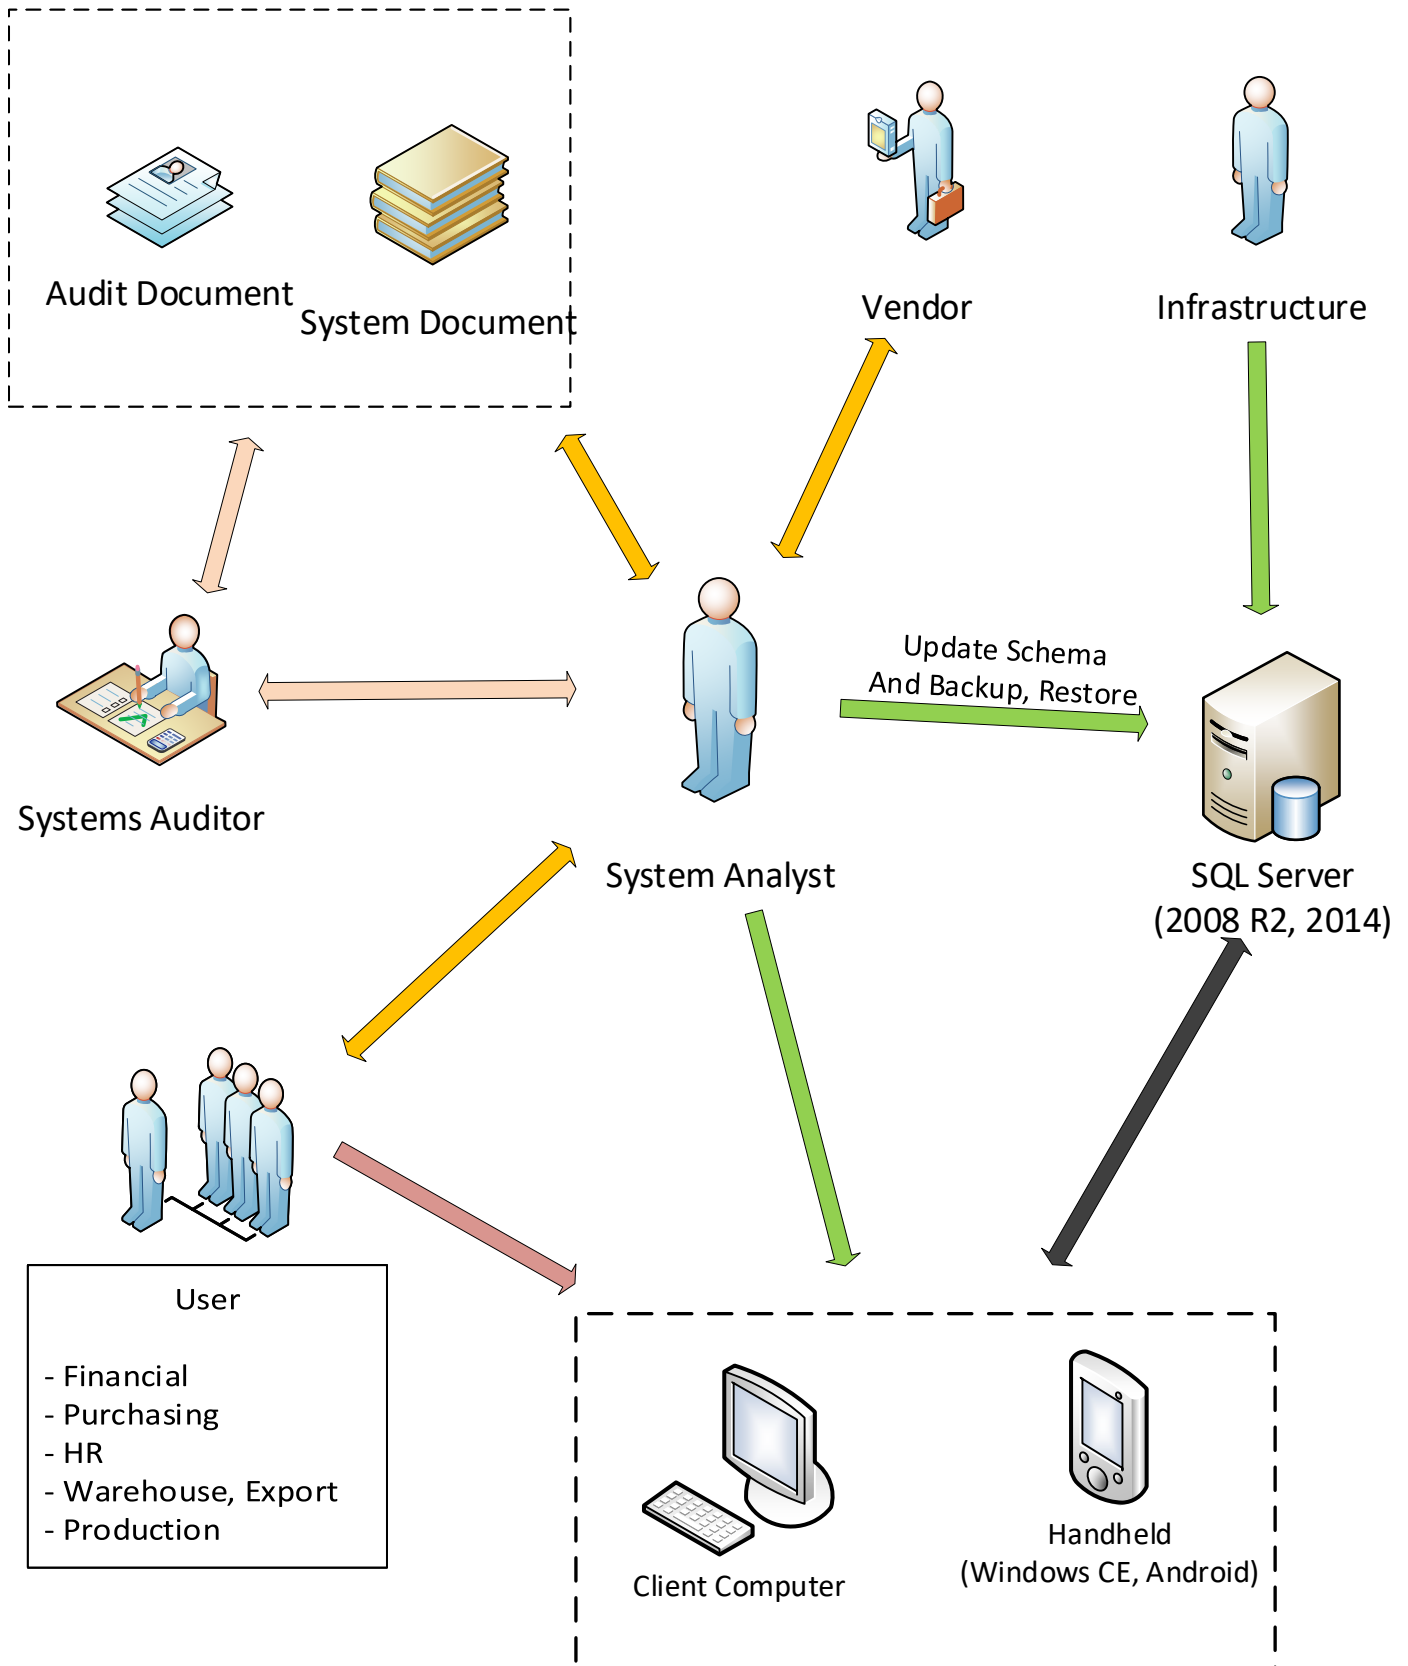 Audit Document
System Document
Vendor
Infrastructure
Update Schema
And Backup, Restore
Systems Auditor
System Analyst
SQL Server
(2008 R2, 2014)
User
- Financial
- Purchasing
- HR
- Warehouse, Export
- Production
Client Computer
Handheld
(Windows CE, Android)